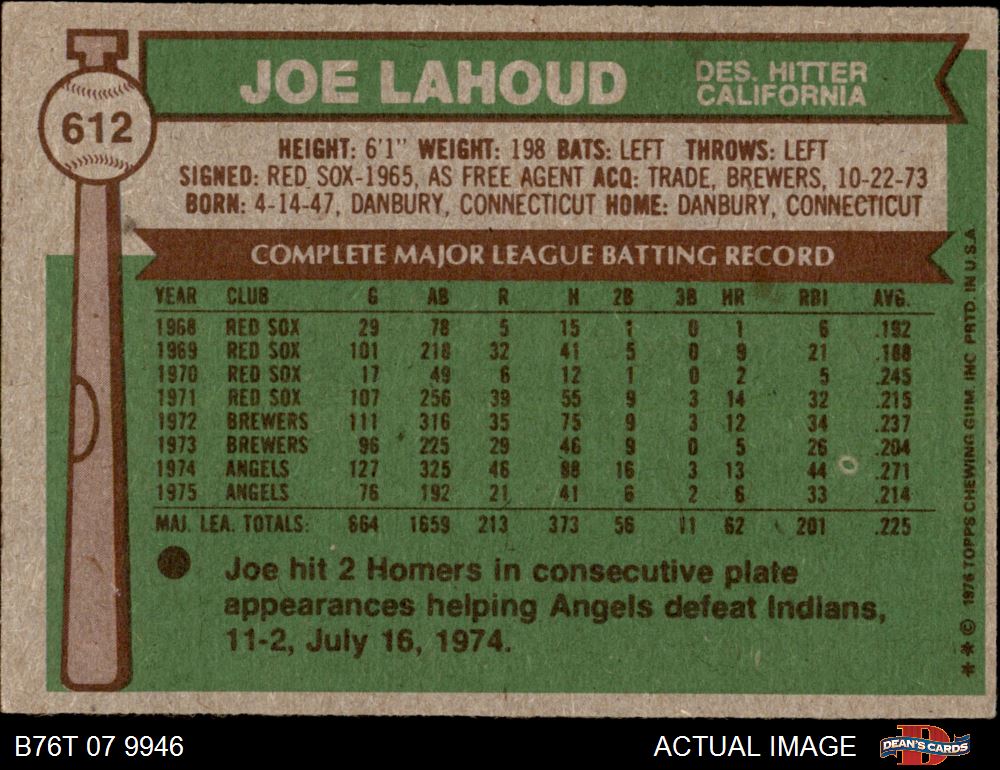 612
JOE LAHOUD
DES. HITTER
CALIFORNIA
HEIGHT: 6'1" WEIGHT: 198 BATS: LEFT THROWS: LEFT
SIGNED: RED SOX-1965, AS FREE AGENT ACQ: TRADE, BREWERS, 10-22-73
BORN: 4-14-47, DANBURY, CONNECTICUT HOME: DANBURY, CONNECTICUT
COMPLETE MAJOR LEAGUE BATTING RECORD
YEAR CLUB G AB R H 2B 3B HR RBI AVG.
1968 RED SOX 29 78 5 15 1 0 1 6 .192
1969 RED SOX 101 218 32 41 5 0 9 21 .188
1970 RED SOX 17 49 6 12 1 0 2 5 .245
1971 RED SOX 107 256 39 55 9 3 14 32 .215
1972 BREWERS 111 316 35 75 9 3 12 34 .237
1973 BREWERS 96 225 29 46 9 0 5 26 .204
1974 ANGELS 127 325 46 88 16 3 13 44 .271
1975 ANGELS 76 192 21 41 6 2 6 33 .214
MAJ. LEA. TOTALS: 664 1659 213 373 56 11 62 201 .225
Joe hit 2 Homers in consecutive plate
appearances helping Angels defeat Indians,
11-2, July 16, 1974.
** © 1976 TOPPS CHEWING GUM, INC. PRTD. IN U.S.A.
B76T 07 9946
ACTUAL IMAGE
DEAN'S CARDS